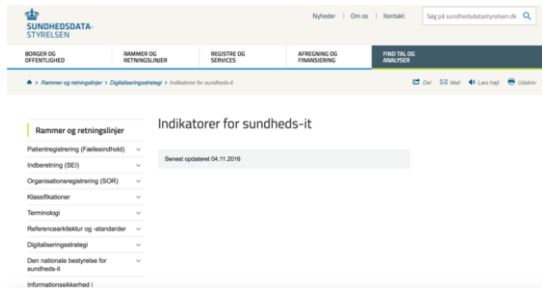 SUNDHEDSDATA-
STYRELSEN
Nyheder | Om os | Kontakt
Søg på sundhedsdatastyrelsen.dk
BORGER OG
OFFENTLIGHED
RAMMER OG
RETNINGSLINJER
REGISTRE OG
SERVICES
AFREGNING OG
FINANSIERING
FIND TAL OG
ANALYSER
> Rammer og retningslinjer > Digitaliseringsstrategi > Indikatorer for sundheds-it
Del Mail Læs højt Udskriv
Rammer og retningslinjer
Patientregistrering (Fællesindhold)
Indberetning (SEI)
Organisationsregistrering (SOR)
Klassifikationer
Terminologi
Referencearkitektur og -standarder
Digitaliseringsstrategi
Den nationale bestyrelse for
sundheds-it
Informationssikkerhed i
Indikatorer for sundheds-it
Senest opdateret 04.11.2016